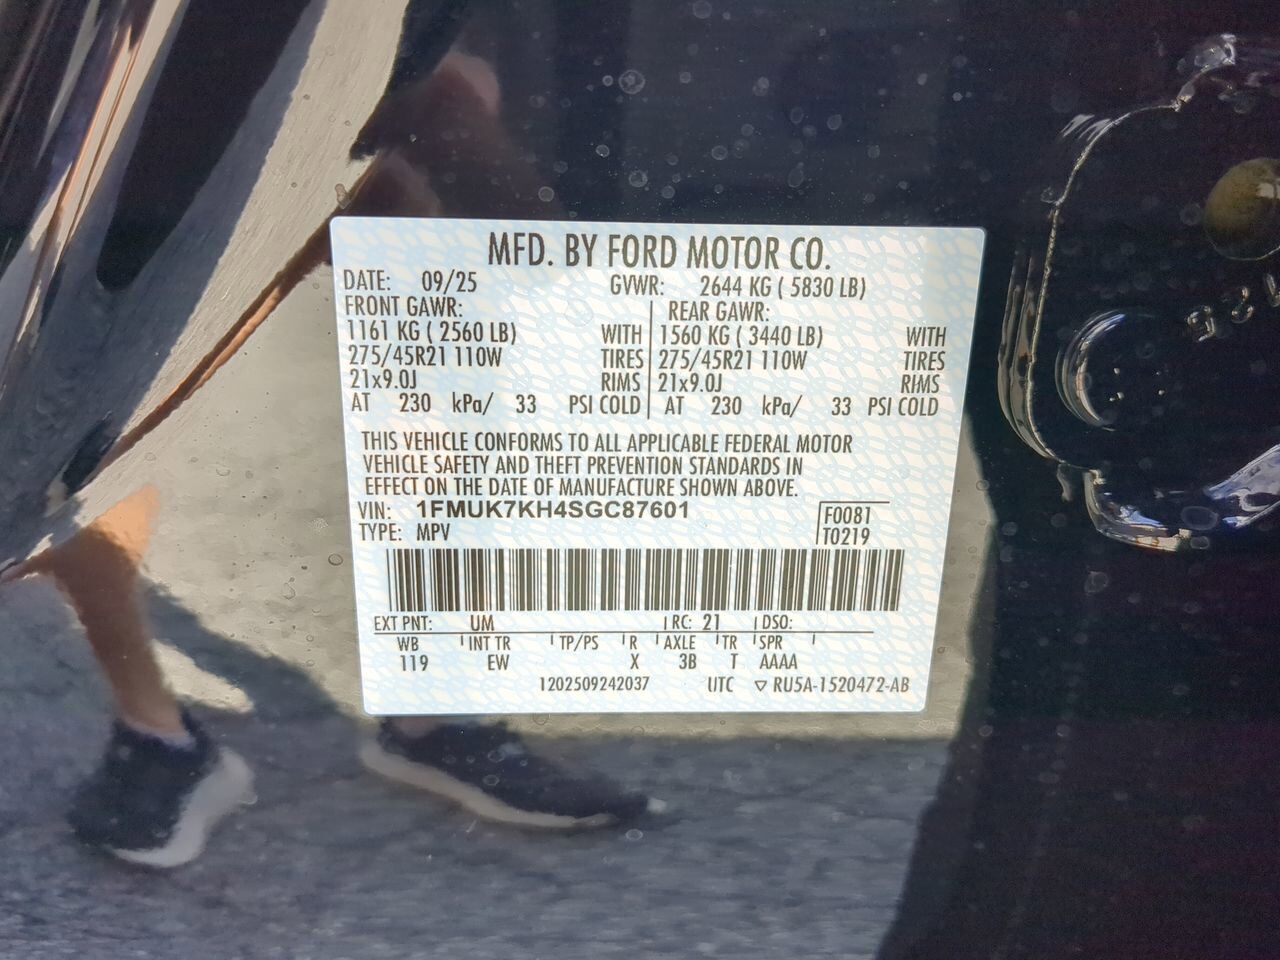 MFD. BY FORD MOTOR CO.
DATE: 09/25 GVWR: 2644 KG ( 5830 LB)
FRONT GAWR: REAR GAWR:
1161 KG ( 2560 LB) WITH 1560 KG ( 3440 LB) WITH
275/45R21 110W TIRES 275/45R21 110W TIRES
21x9.0J RIMS 21x9.0J RIMS
AT 230 kPa/ 33 PSI COLD AT 230 kPa/ 33 PSI COLD
THIS VEHICLE CONFORMS TO ALL APPLICABLE FEDERAL MOTOR
VEHICLE SAFETY AND THEFT PREVENTION STANDARDS IN
EFFECT ON THE DATE OF MANUFACTURE SHOWN ABOVE.
VIN: 1FMUK7KH4SGC87601 F0081
TYPE: MPV T0219
EXT PNT: UM RC: 21 DSO:
WB INT TR TP/PS R AXLE TR SPR
119 EW X 3B T AAAA
1202509242037 UTC ▽ RU5A-1520472-AB